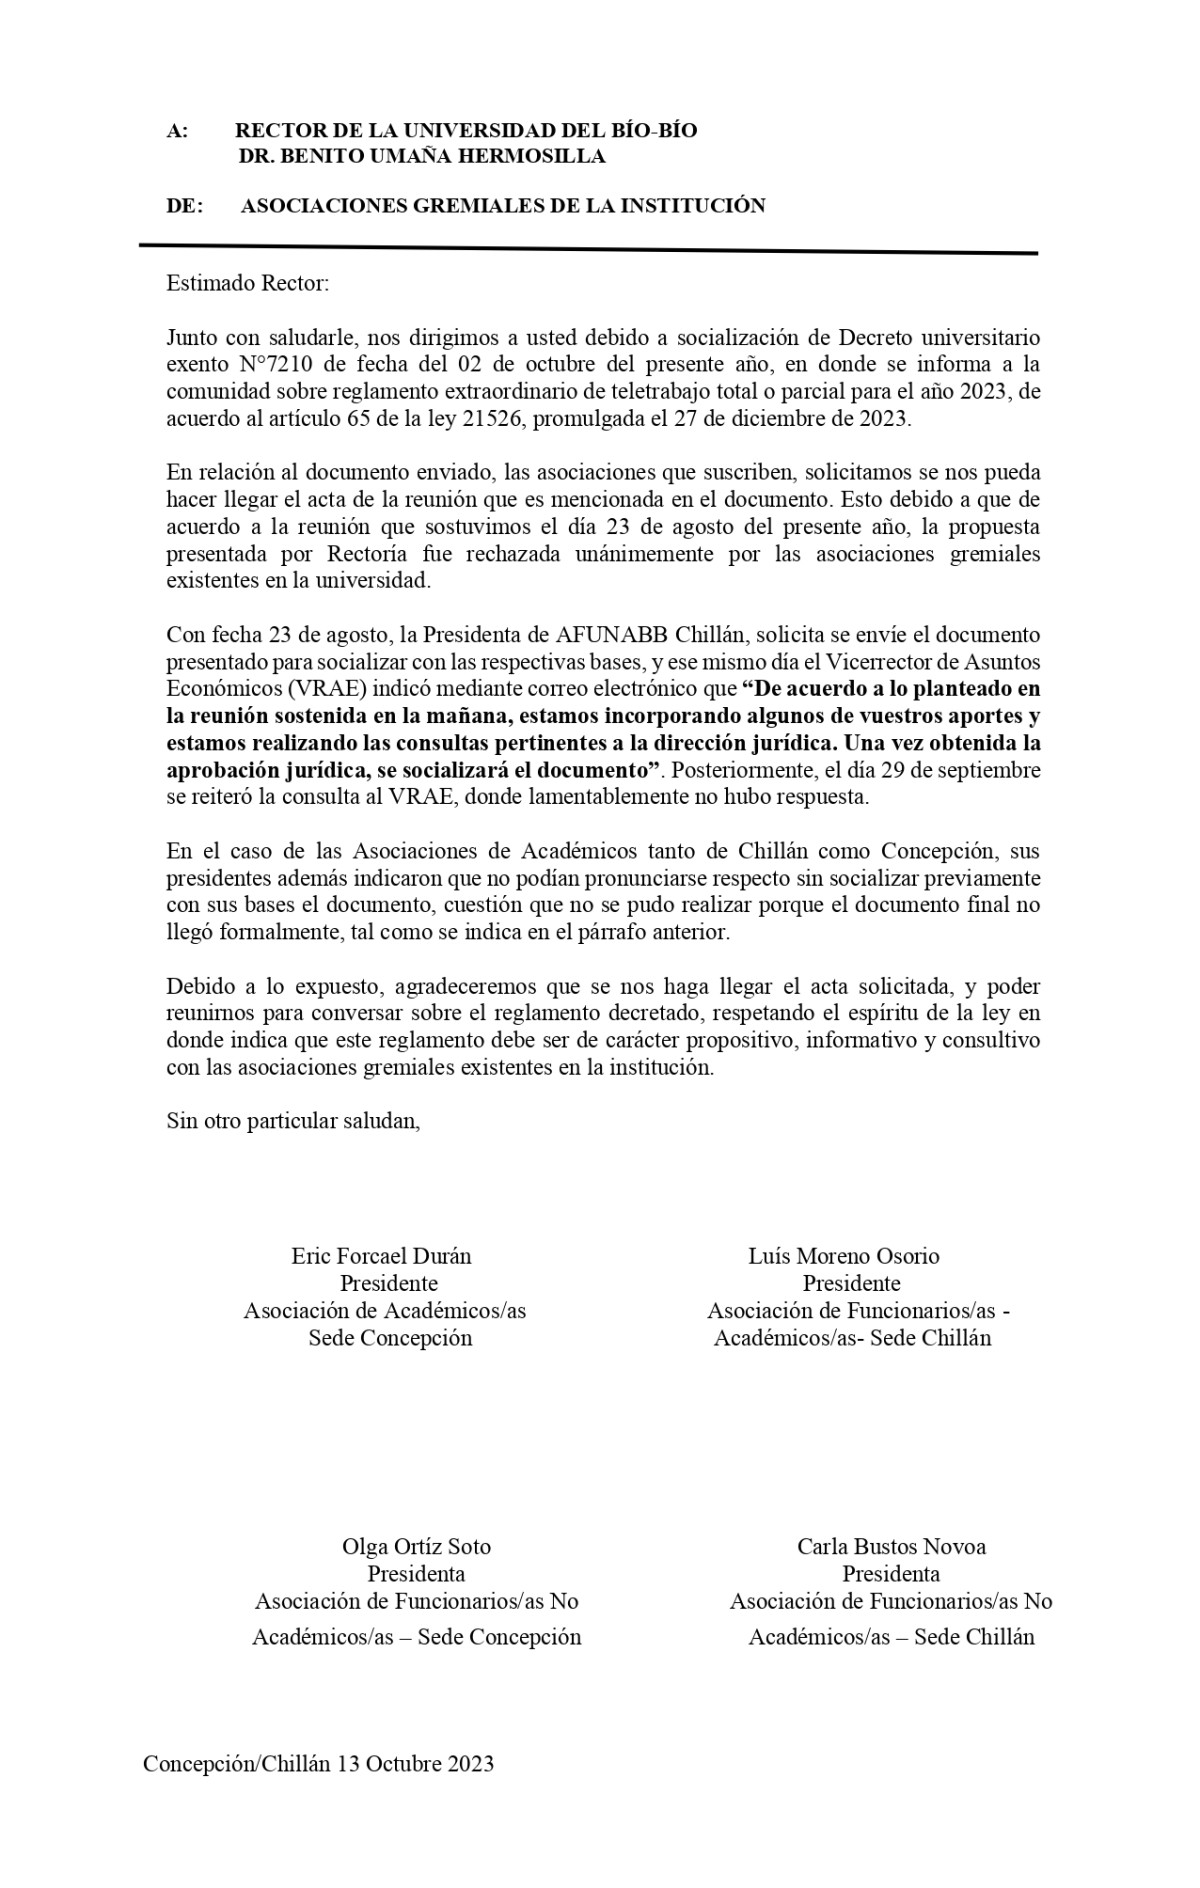 A: RECTOR DE LA UNIVERSIDAD DEL BÍO-BÍO
DR. BENITO UMAÑA HERMOSILLA
DE: ASOCIACIONES GREMIALES DE LA INSTITUCIÓN
Estimado Rector:
Junto con saludarle, nos dirigimos a usted debido a socialización de Decreto universitario
exento N°7210 de fecha del 02 de octubre del presente año, en donde se informa a la
comunidad sobre reglamento extraordinario de teletrabajo total o parcial para el año 2023, de
acuerdo al artículo 65 de la ley 21526, promulgada el 27 de diciembre de 2023.
En relación al documento enviado, las asociaciones que suscriben, solicitamos se nos pueda
hacer llegar el acta de la reunión que es mencionada en el documento. Esto debido a que de
acuerdo a la reunión que sostuvimos el día 23 de agosto del presente año, la propuesta
presentada por Rectoría fue rechazada unánimemente por las asociaciones gremiales
existentes en la universidad.
Con fecha 23 de agosto, la Presidenta de AFUNABB Chillán, solicita se envíe el documento
presentado para socializar con las respectivas bases, y ese mismo día el Vicerrector de Asuntos
Económicos (VRAE) indicó mediante correo electrónico que “De acuerdo a lo planteado en
la reunión sostenida en la mañana, estamos incorporando algunos de vuestros aportes y
estamos realizando las consultas pertinentes a la dirección jurídica. Una vez obtenida la
aprobación jurídica, se socializará el documento”. Posteriormente, el día 29 de septiembre
se reiteró la consulta al VRAE, donde lamentablemente no hubo respuesta.
En el caso de las Asociaciones de Académicos tanto de Chillán como Concepción, sus
presidentes además indicaron que no podían pronunciarse respecto sin socializar previamente
con sus bases el documento, cuestión que no se pudo realizar porque el documento final no
llegó formalmente, tal como se indica en el párrafo anterior.
Debido a lo expuesto, agradeceremos que se nos haga llegar el acta solicitada, y poder
reunirnos para conversar sobre el reglamento decretado, respetando el espíritu de la ley en
donde indica que este reglamento debe ser de carácter propositivo, informativo y consultivo
con las asociaciones gremiales existentes en la institución.
Sin otro particular saludan,
Eric Forcael Durán
Presidente
Asociación de Académicos/as
Sede Concepción
Luís Moreno Osorio
Presidente
Asociación de Funcionarios/as -
Académicos/as- Sede Chillán
Olga Ortíz Soto
Presidenta
Asociación de Funcionarios/as No
Académicos/as – Sede Concepción
Carla Bustos Novoa
Presidenta
Asociación de Funcionarios/as No
Académicos/as – Sede Chillán
Concepción/Chillán 13 Octubre 2023